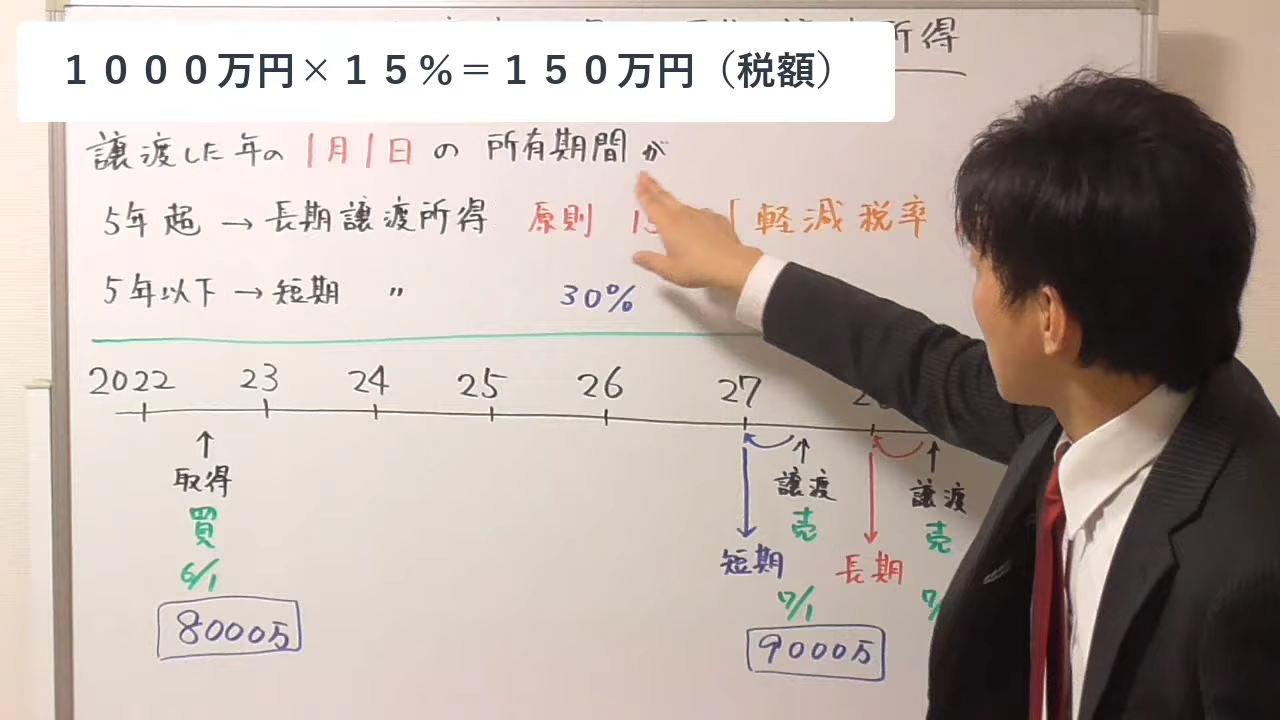 １０００万円×１５％＝１５０万円（税額）
所得
譲渡した年の 1月1日 の 所有期間が
5年超 → 長期譲渡所得 原則 [軽減税率
5年以下 → 短期 〃 30%
2022 23 24 25 26 27
↑ ↑ ↑
取得 譲渡 譲渡
買 売 売
短期 長期
6/1 7/1
8000万 9000万